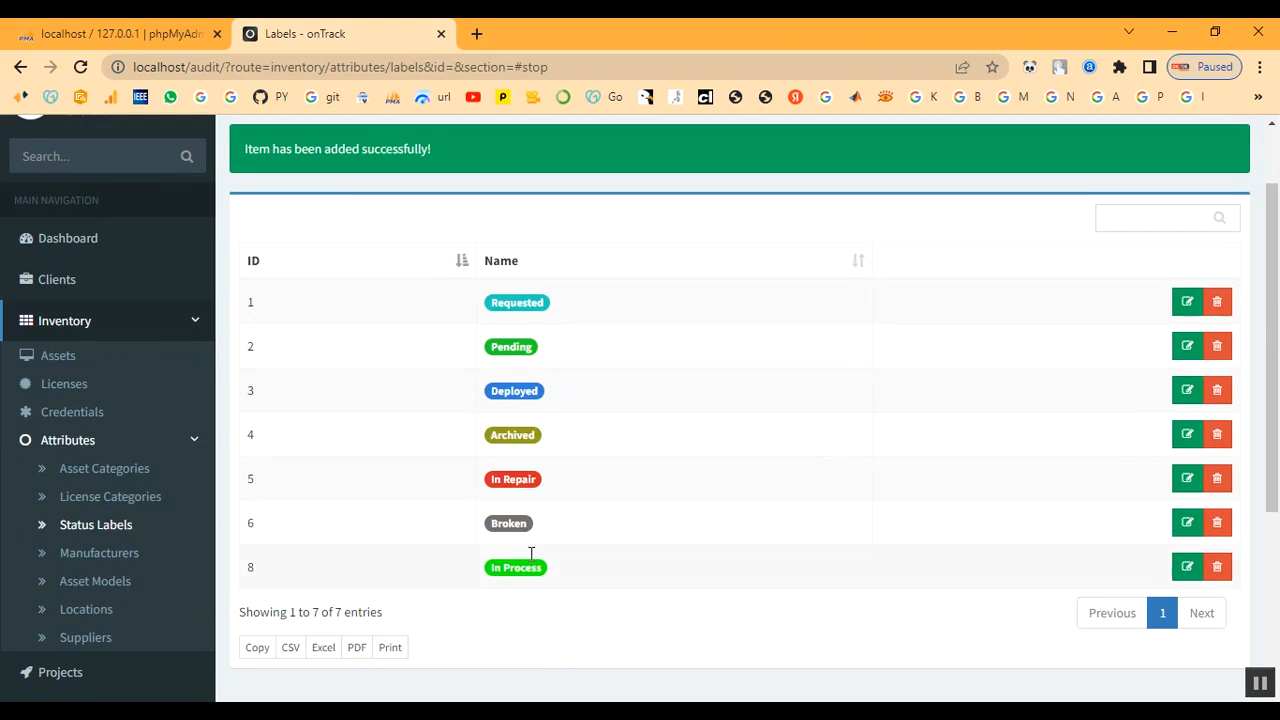 localhost / 127.0.0.1 | phpMyAdn
Labels - onTrack
localhost/audit/?route=inventory/attributes/labels&id=&section=#stop
Paused
IEEE
PY
git
PMA
url
Go
K
B
M
N
A
P
I
»
Item has been added successfully!
Search...
MAIN NAVIGATION
Dashboard
Clients
Inventory
Assets
Licenses
Credentials
Attributes
Asset Categories
License Categories
Status Labels
Manufacturers
Asset Models
Locations
Suppliers
Projects
ID
Name
1
Requested
2
Pending
3
Deployed
4
Archived
5
In Repair
6
Broken
8
In Process
Showing 1 to 7 of 7 entries
Previous
1
Next
Copy
CSV
Excel
PDF
Print